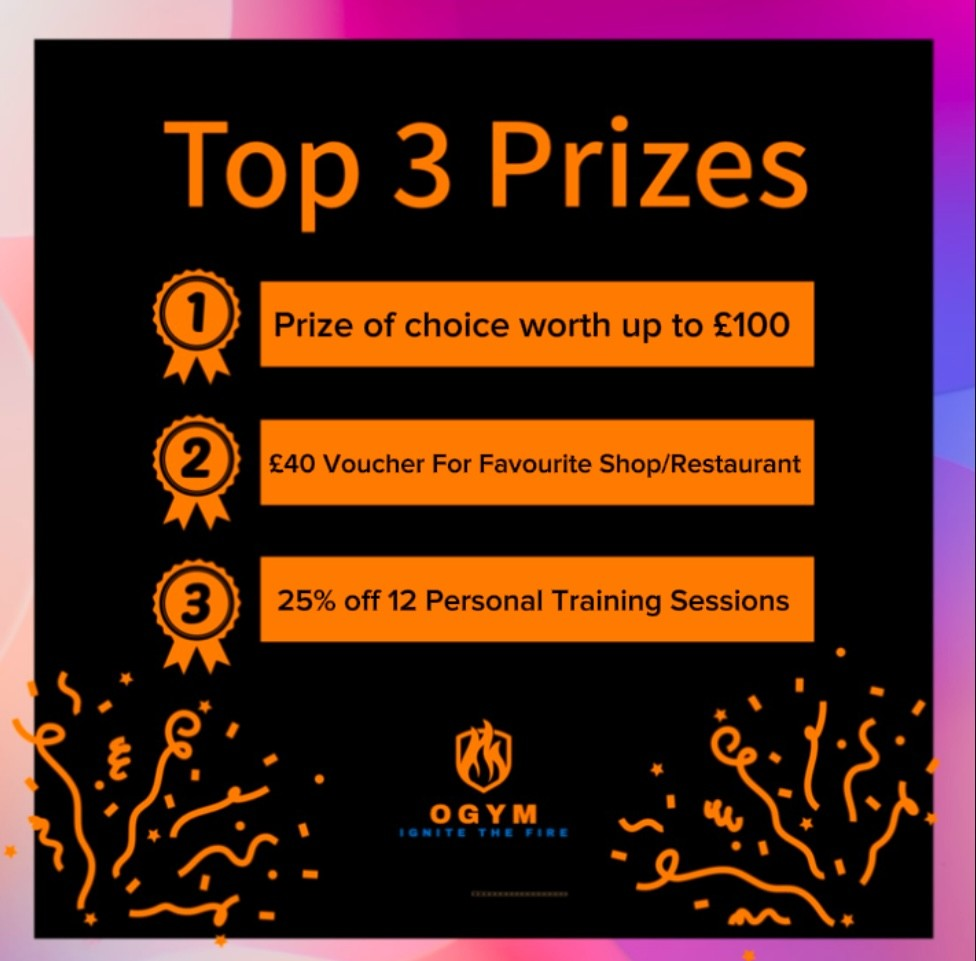 Top 3 Prizes
1
Prize of choice worth up to £100
2
£40 Voucher For Favourite Shop/Restaurant
3
25% off 12 Personal Training Sessions
OGYM
IGNITE THE FIRE